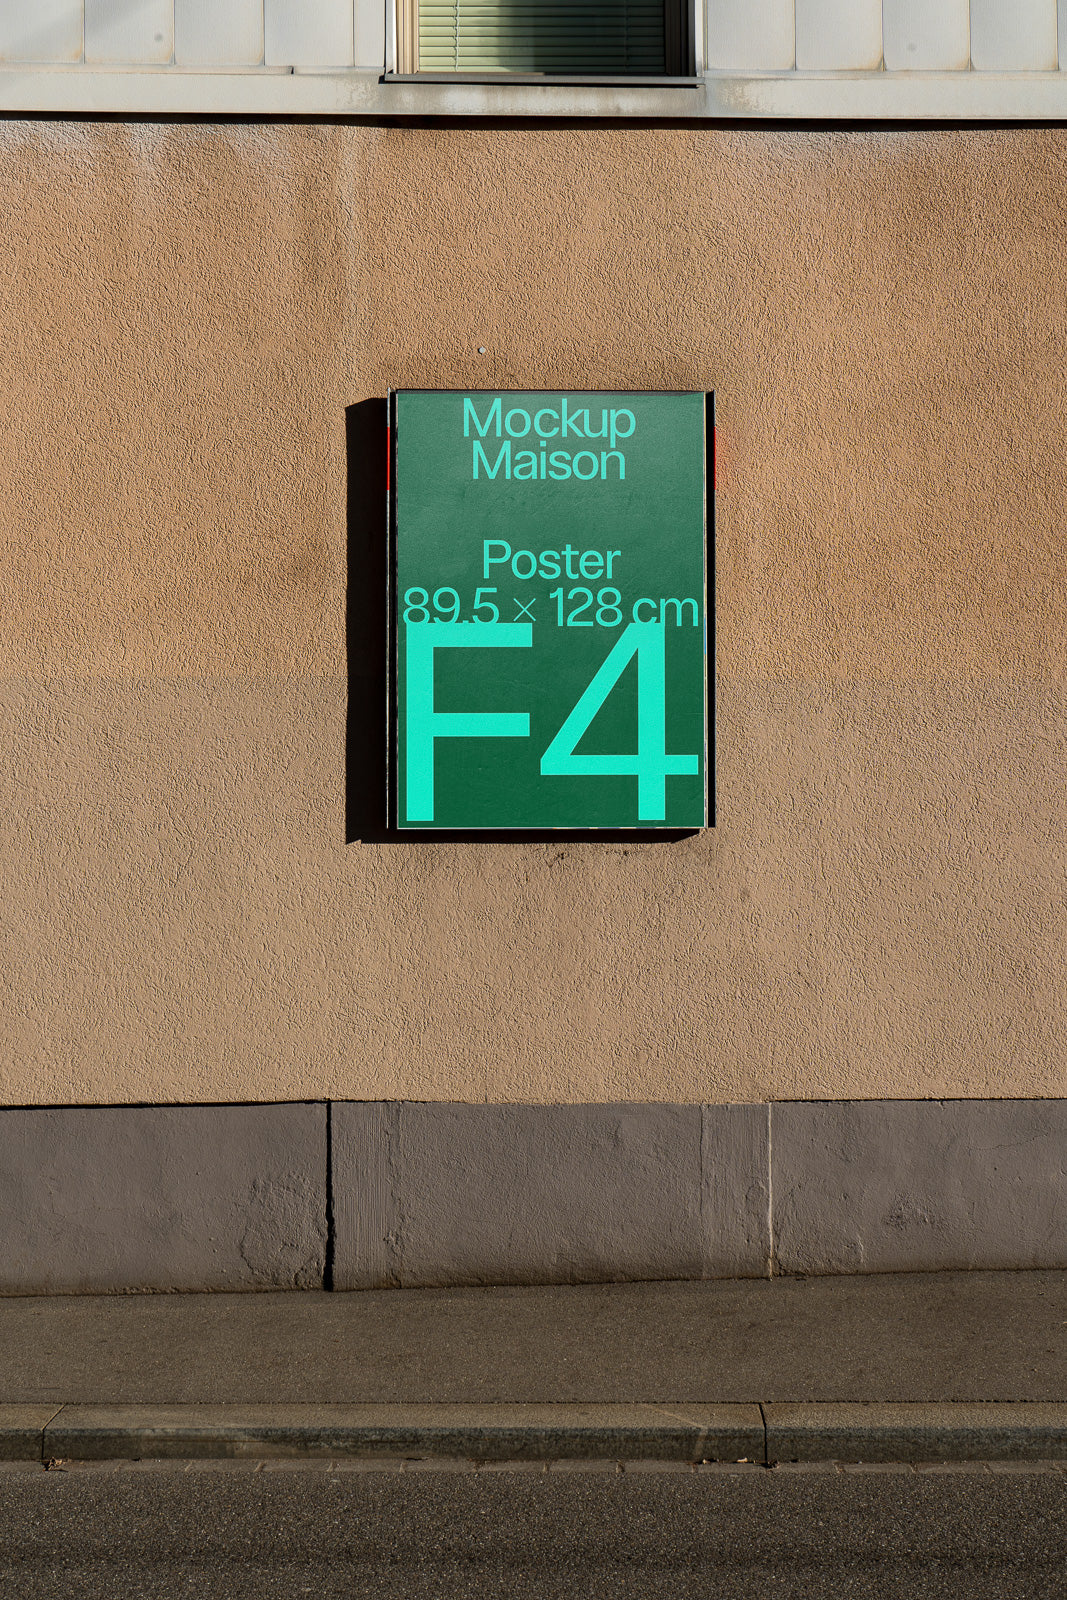 Mockup
Maison
Poster
89.5 × 128 cm
F4